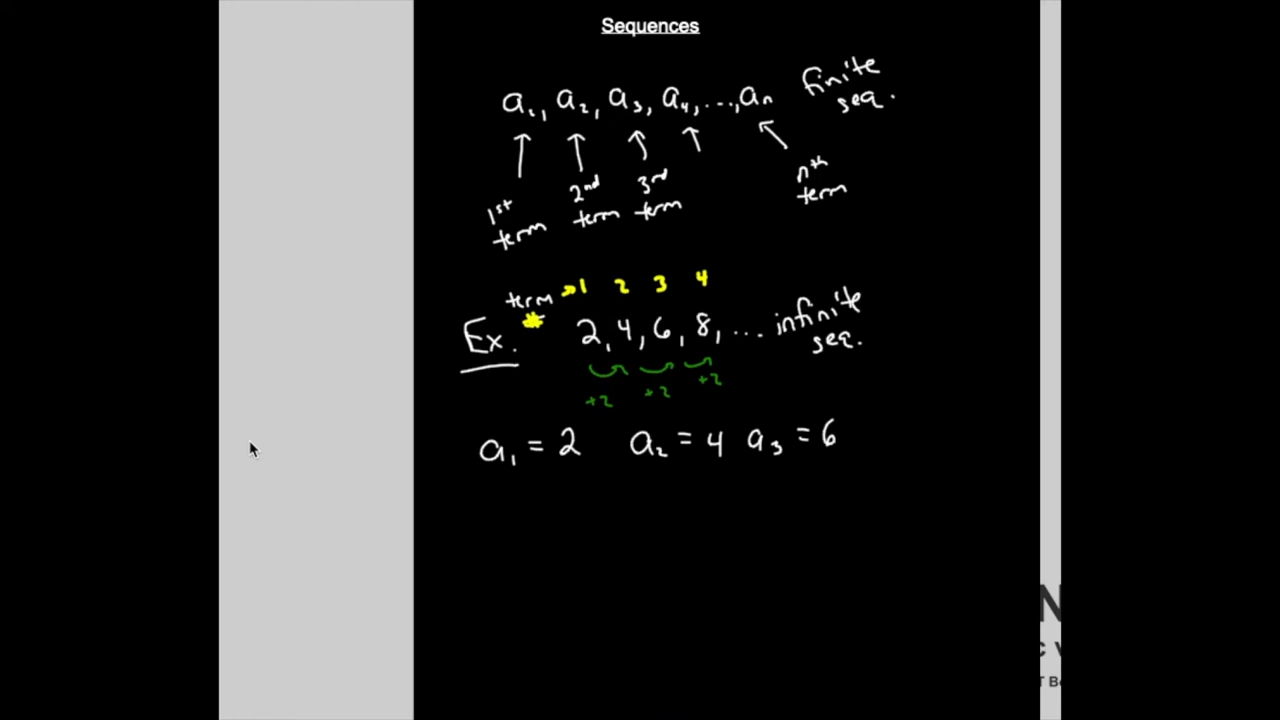 Sequences
a₁, a₂, a₃, a₄, ..., aₙ finite seq.
1st term 2nd term 3rd term nth term
term → 1 2 3 4
Ex. 2, 4, 6, 8, ... infinite seq.
+2 +2 +2
a₁ = 2 a₂ = 4 a₃ = 6
N